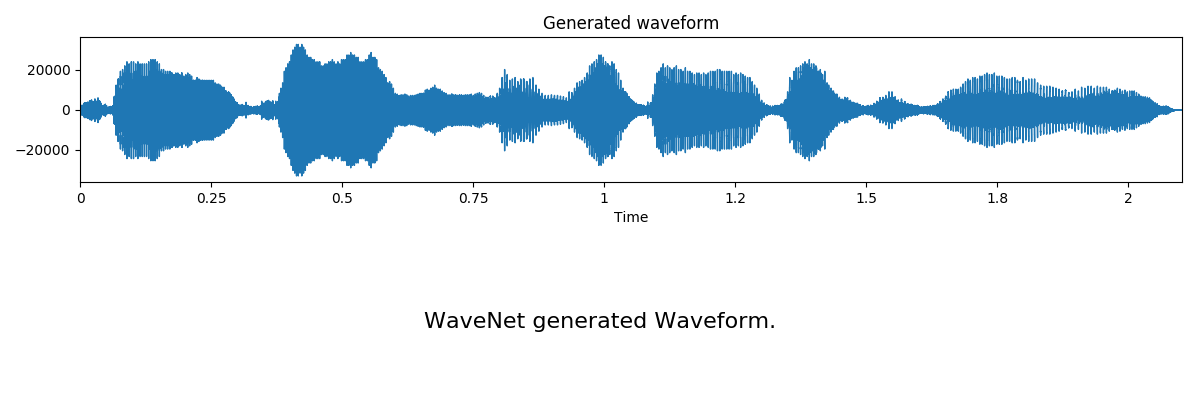 Generated waveform
20000
0
−20000
0 0.25 0.5 0.75 1 1.2 1.5 1.8 2
Time
WaveNet generated Waveform.